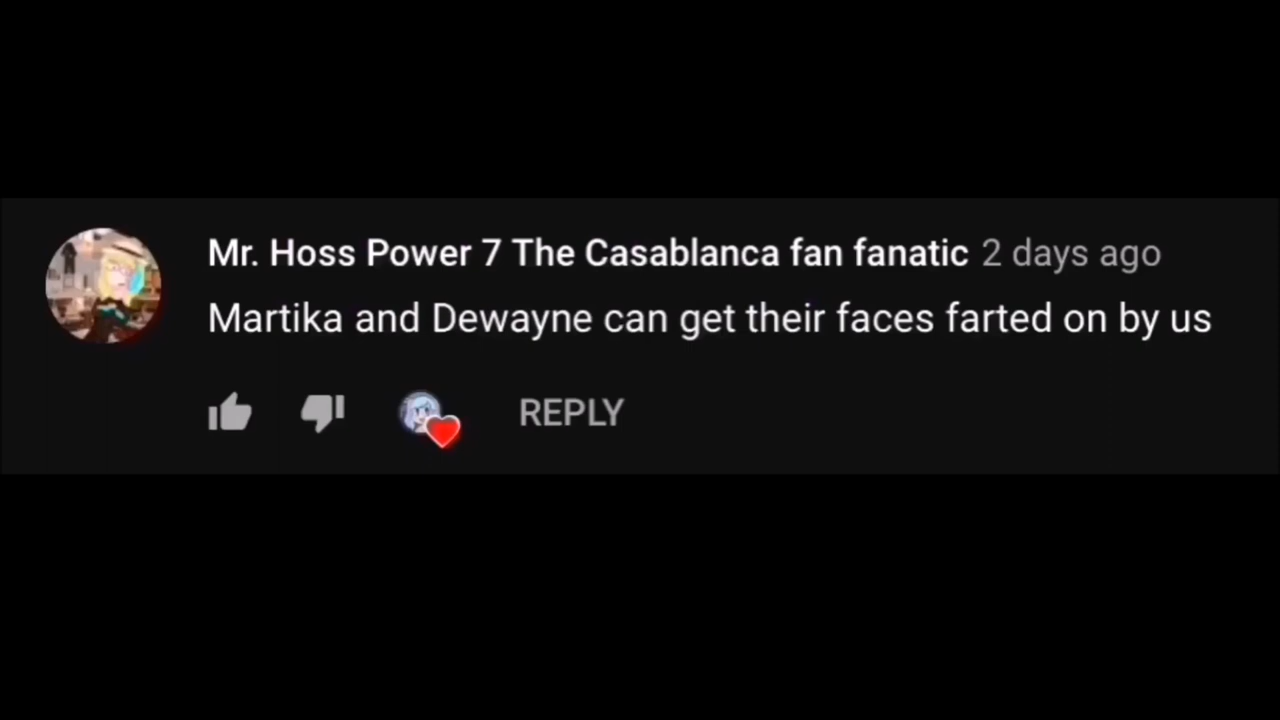 Mr. Hoss Power 7 The Casablanca fan fanatic 2 days ago
Martika and Dewayne can get their faces farted on by us
REPLY